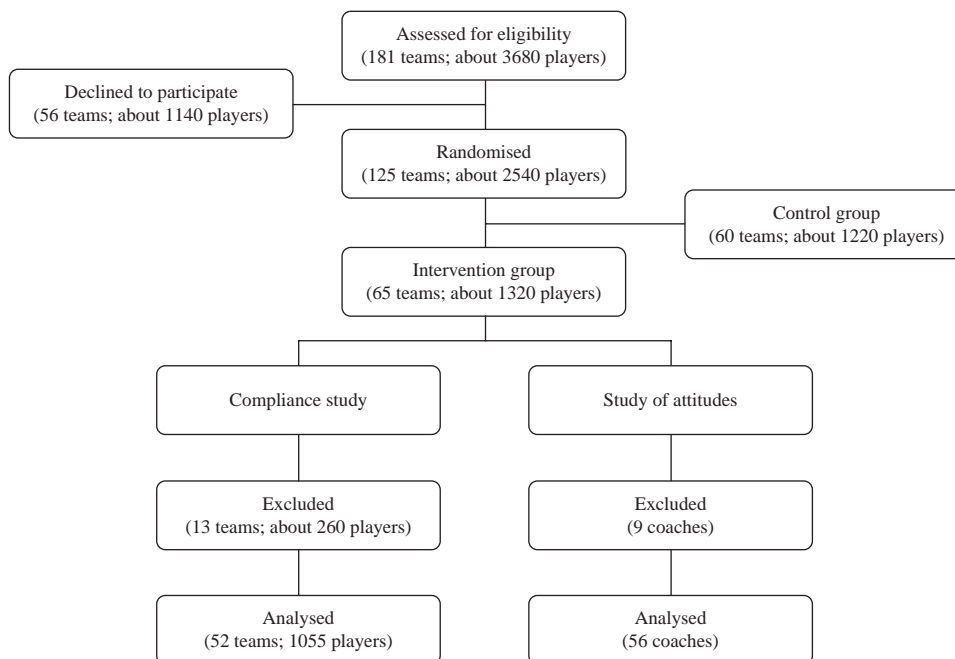 Assessed for eligibility
(181 teams; about 3680 players)
Declined to participate
(56 teams; about 1140 players)
Randomised
(125 teams; about 2540 players)
Control group
(60 teams; about 1220 players)
Intervention group
(65 teams; about 1320 players)
Compliance study
Study of attitudes
Excluded
(13 teams; about 260 players)
Excluded
(9 coaches)
Analysed
(52 teams; 1055 players)
Analysed
(56 coaches)